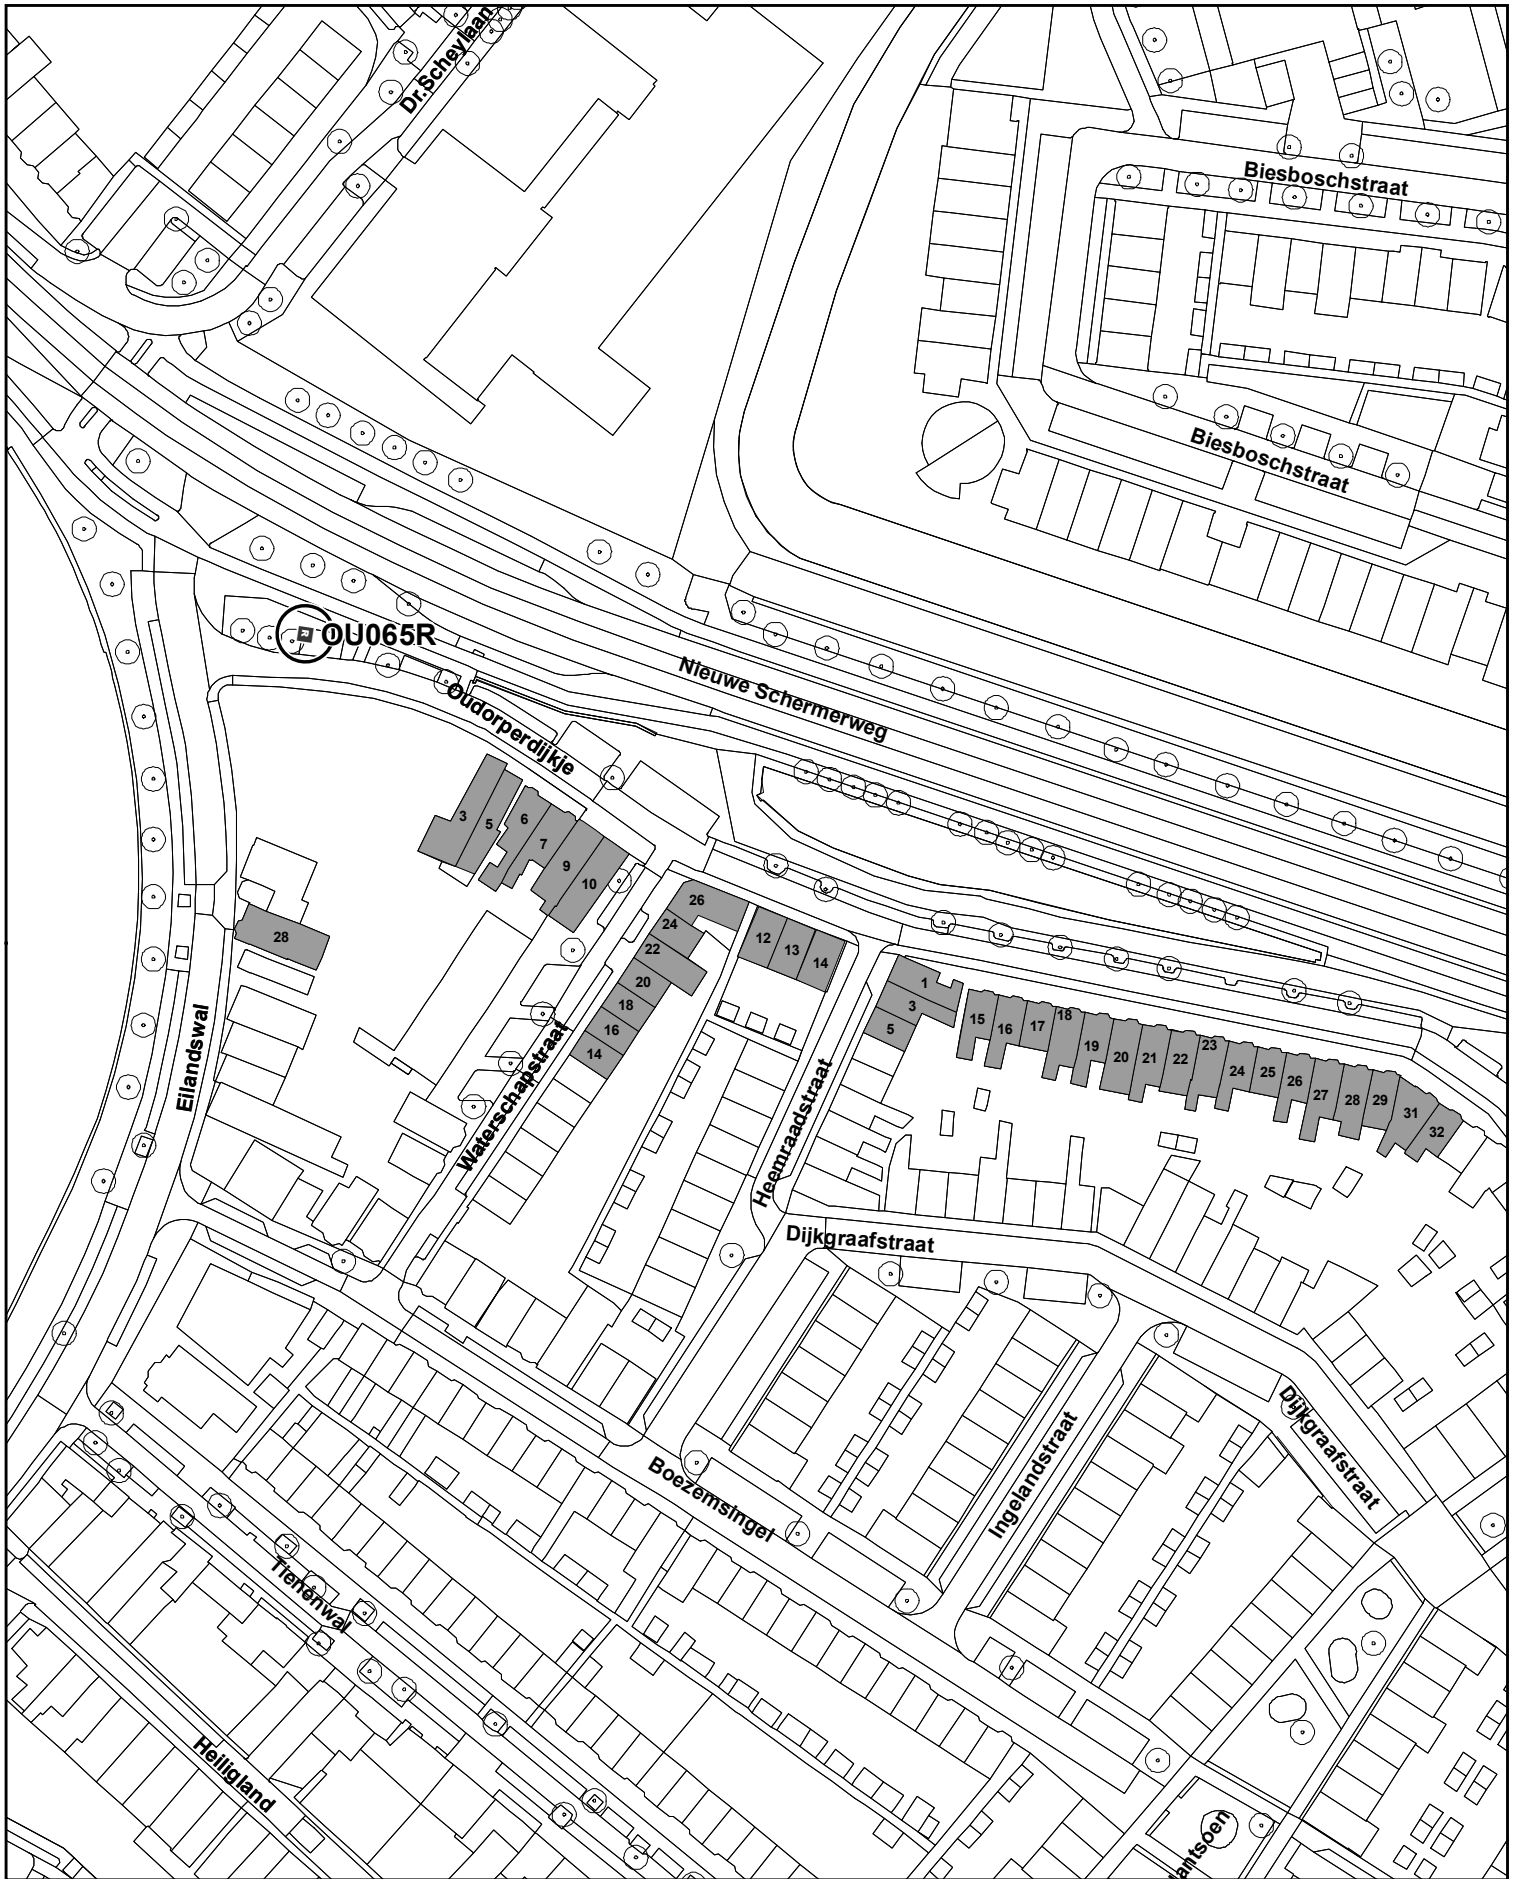 Dr.Scheylaan
Biesboschstraat
Biesboschstraat
R
OU065R
Nieuwe Schermerweg
Oudorperdijkje
3
5
6
7
9
10
26
24
22
20
18
16
14
12
13
14
28
1
3
5
15
16
17
18
19
20
21
22
23
24
25
26
27
28
29
31
32
Eilandswal
Waterschapstraat
Heemraadstraat
Dijkgraafstraat
Dijkgraafstraat
Ingelandstraat
Boezemsingel
Tienenwal
Heiligland
lantsoen